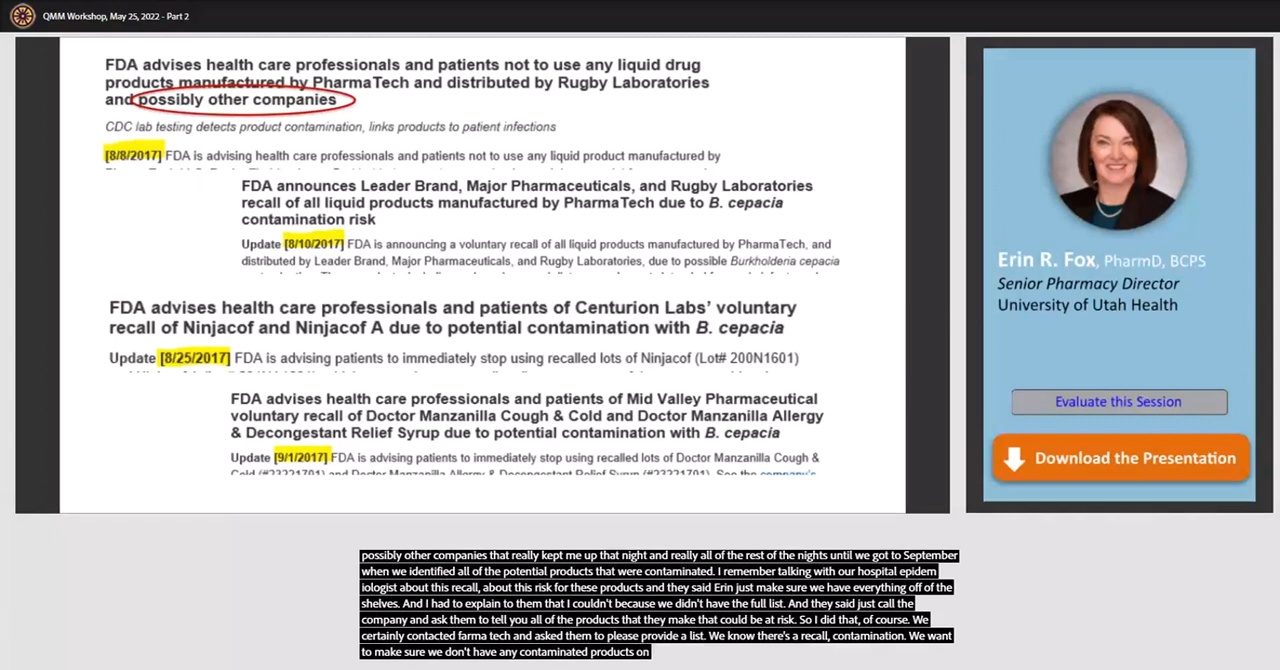 QMM Workshop, May 25, 2022 - Part 2
FDA advises health care professionals and patients not to use any liquid drug
products manufactured by PharmaTech and distributed by Rugby Laboratories
and possibly other companies
CDC lab testing detects product contamination, links products to patient infections
[8/8/2017] FDA is advising health care professionals and patients not to use any liquid product manufactured by
FDA announces Leader Brand, Major Pharmaceuticals, and Rugby Laboratories
recall of all liquid products manufactured by PharmaTech due to B. cepacia
contamination risk
Update [8/10/2017] FDA is announcing a voluntary recall of all liquid products manufactured by PharmaTech, and
distributed by Leader Brand, Major Pharmaceuticals, and Rugby Laboratories, due to possible Burkholderia cepacia
FDA advises health care professionals and patients of Centurion Labs' voluntary
recall of Ninjacof and Ninjacof A due to potential contamination with B. cepacia
Update [8/25/2017] FDA is advising patients to immediately stop using recalled lots of Ninjacof (Lot# 200N1601)
FDA advises health care professionals and patients of Mid Valley Pharmaceutical
voluntary recall of Doctor Manzanilla Cough & Cold and Doctor Manzanilla Allergy
& Decongestant Relief Syrup due to potential contamination with B. cepacia
Update [9/1/2017] FDA is advising patients to immediately stop using recalled lots of Doctor Manzanilla Cough &
Cold (#23221701) and Doctor Manzanilla Allergy & Decongestant Relief Syrup (#23221701). See the company's
Erin R. Fox, PharmD, BCPS
Senior Pharmacy Director
University of Utah Health
Evaluate this Session
Download the Presentation
possibly other companies that really kept me up that night and really all of the rest of the nights until we got to September
when we identified all of the potential products that were contaminated. I remember talking with our hospital epidem
iologist about this recall, about this risk for these products and they said Erin just make sure we have everything off of the
shelves. And I had to explain to them that I couldn't because we didn't have the full list. And they said just call the
company and ask them to tell you all of the products that they make that could be at risk. So I did that, of course. We
certainly contacted farma tech and asked them to please provide a list. We know there's a recall, contamination. We want
to make sure we don't have any contaminated products on